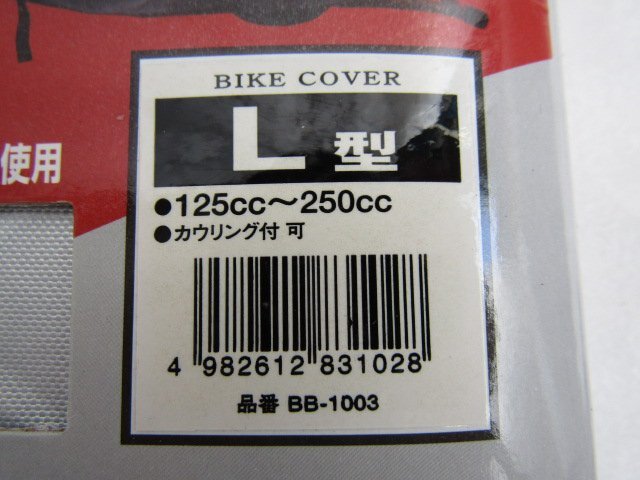 BIKE COVER
L 型
●125cc～250cc
●カウリング付 可
使用
4 982612 831028
品番 BB-1003